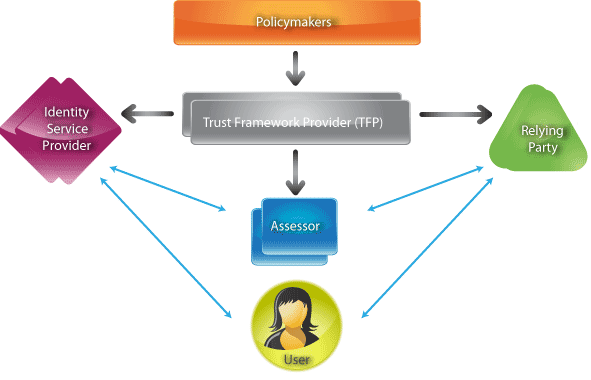 Policymakers
Identity
Service
Provider
Trust Framework Provider (TFP)
Relying
Party
Assessor
User